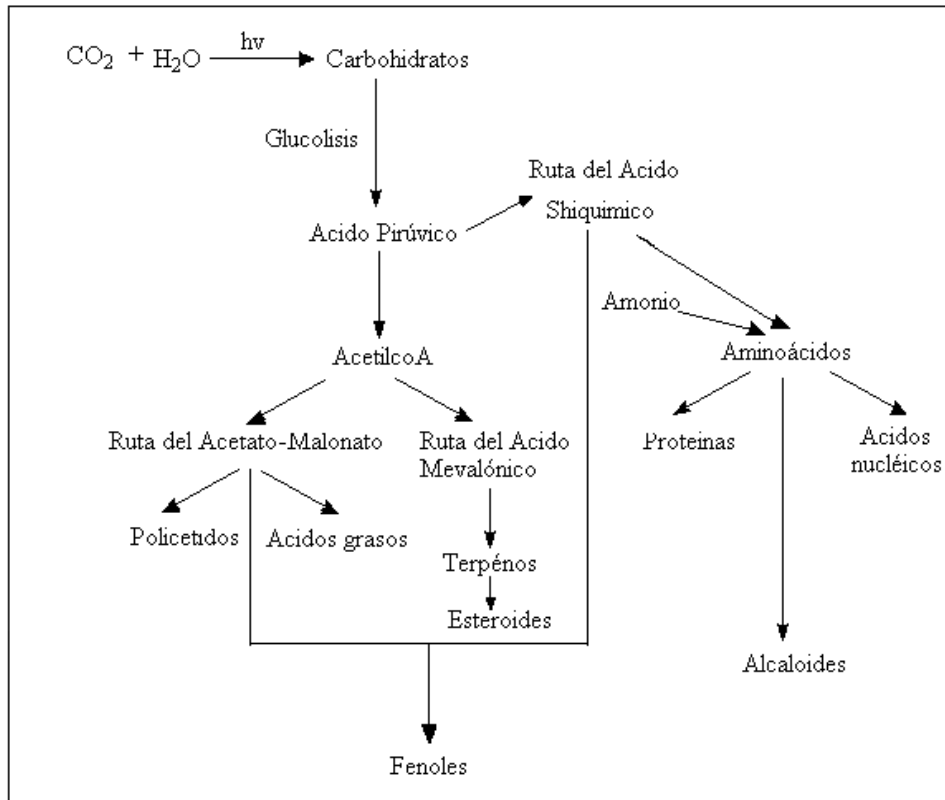 hv
CO2 + H2O Carbohidratos
Glucolisis
Ruta del Acido
Shiquimico
Acido Pirúvico
Amonio
AcetilcoA
Aminoácidos
Ruta del Acetato-Malonato
Ruta del Acido
Mevalónico
Proteinas
Acidos
nucléicos
Policetidos
Acidos grasos
Terpénos
Esteroides
Alcaloides
Fenoles